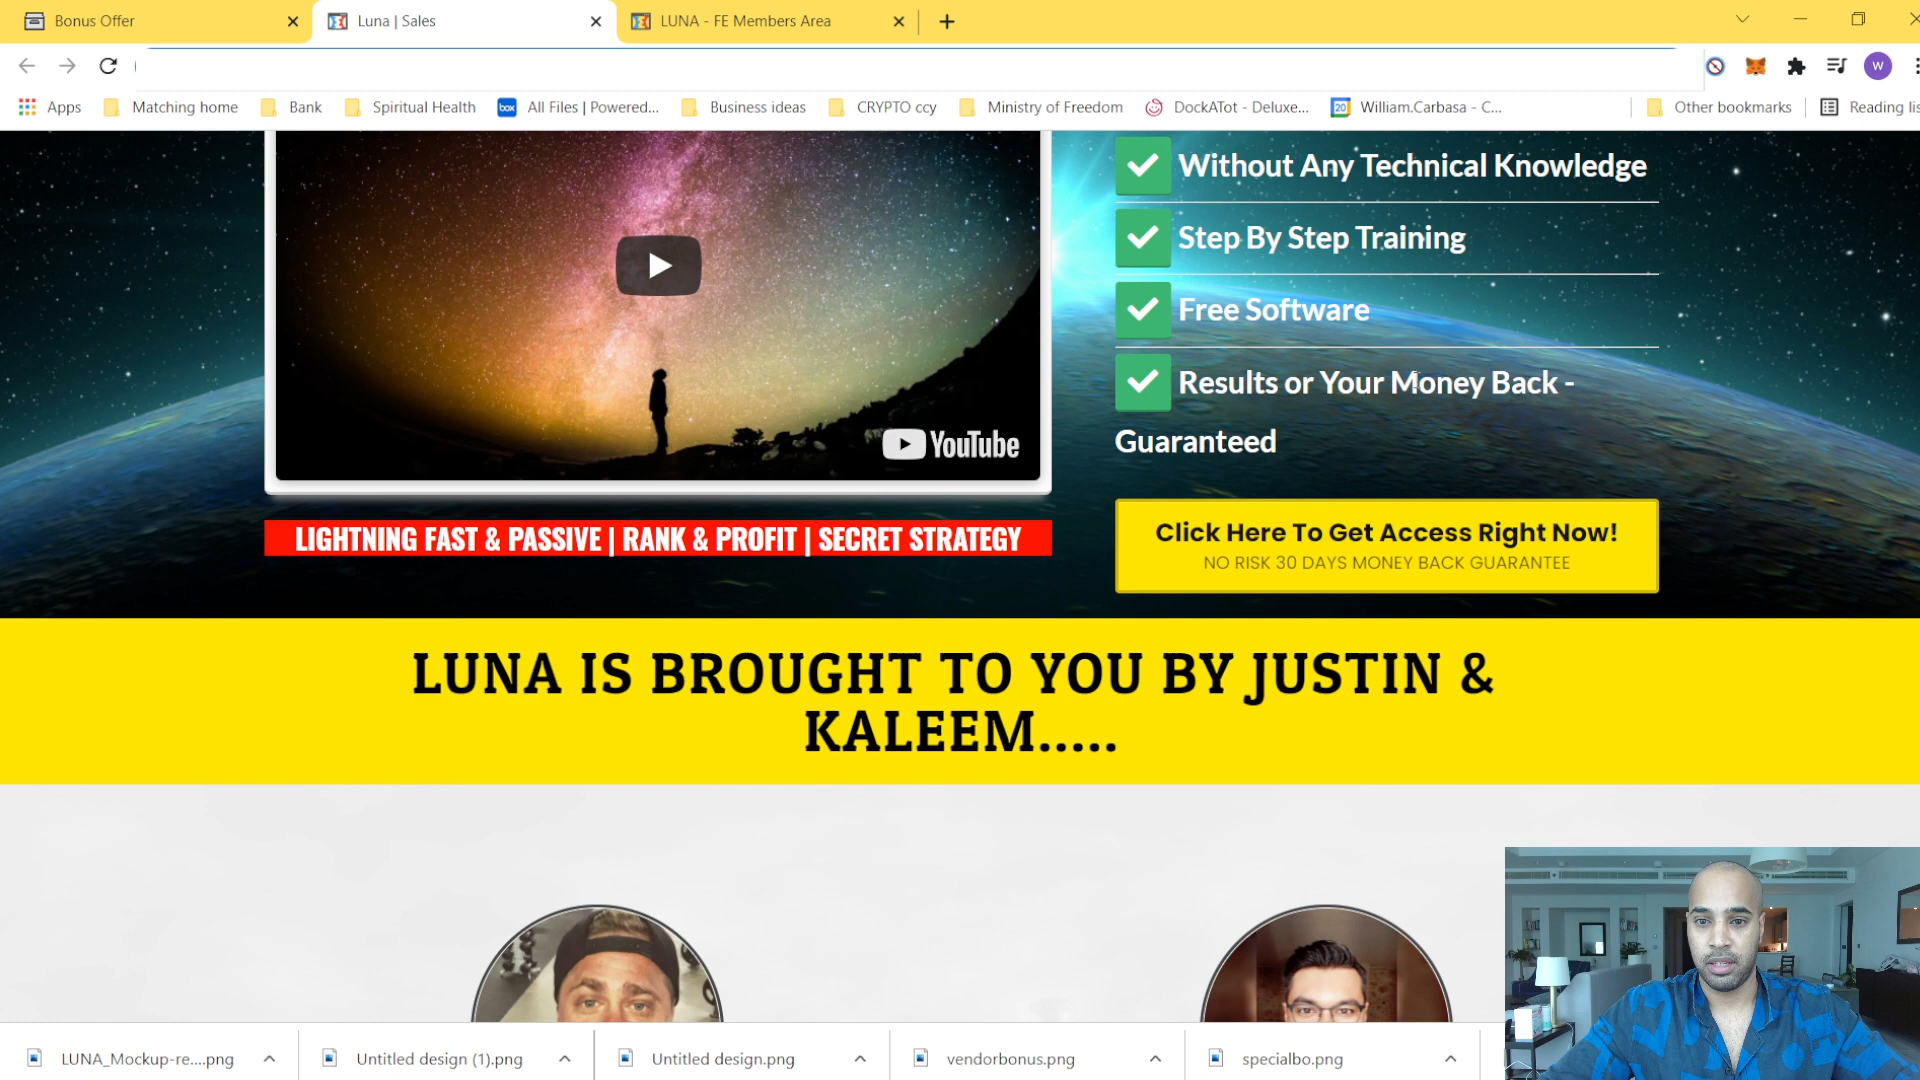 Bonus Offer
Luna | Sales
LUNA - FE Members Area
W
Apps
Matching home
Bank
Spiritual Health
box
All Files | Powered...
Business ideas
CRYPTO ccy
Ministry of Freedom
DockATot - Deluxe...
20
William.Carbasa - C...
Other bookmarks
Reading lis
Without Any Technical Knowledge
Step By Step Training
Free Software
Results or Your Money Back -
Guaranteed
YouTube
LIGHTNING FAST & PASSIVE | RANK & PROFIT | SECRET STRATEGY
Click Here To Get Access Right Now!
NO RISK 30 DAYS MONEY BACK GUARANTEE
LUNA IS BROUGHT TO YOU BY JUSTIN &
KALEEM.....
LUNA_Mockup-re....png
Untitled design (1).png
Untitled design.png
vendorbonus.png
specialbo.png